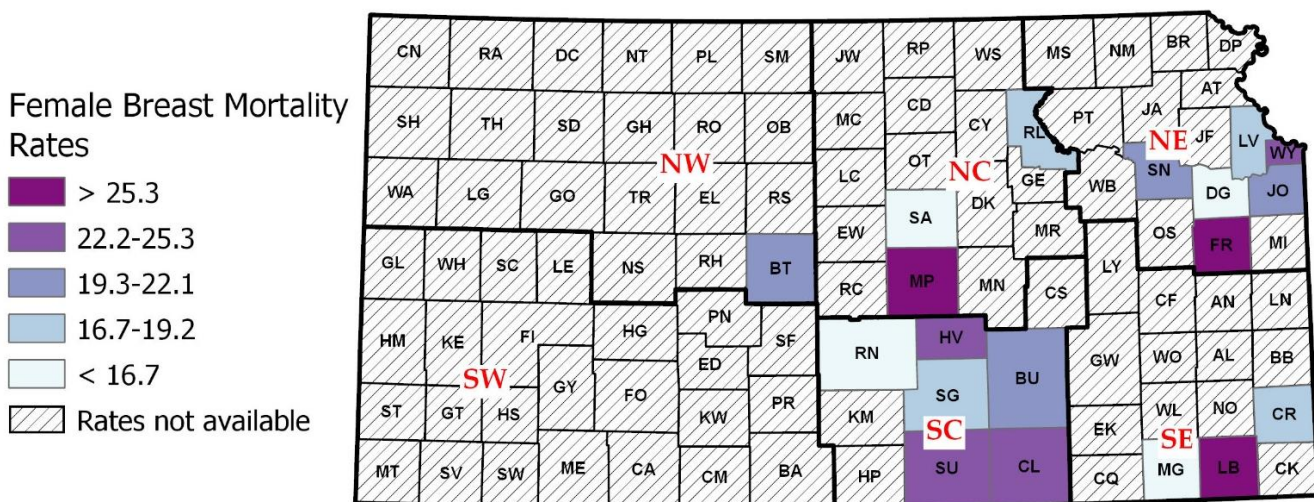 Female Breast Mortality
Rates
> 25.3
22.2-25.3
19.3-22.1
16.7-19.2
< 16.7
Rates not available
CN RA DC NT PL SM JW RP WS MS NM BR DP
SH TH SD GH RO OB MC CD CY RL PT JA AT JF LV WY
NW NC NE
WA LG GO TR EL RS LC OT SA DK GE WB SN DG JO
GL WH SC LE NS RH BT EW RC MP MN MR CS LY OS FR MI
HM KE FI HG PN SF RN HV BU CF AN LN
SW
GY ED SG GW WO AL BB
ST GT HS FO KW PR KM EK WL NO CR
SC SE
MT SV SW ME CA CM BA HP SU CL CQ MG LB CK